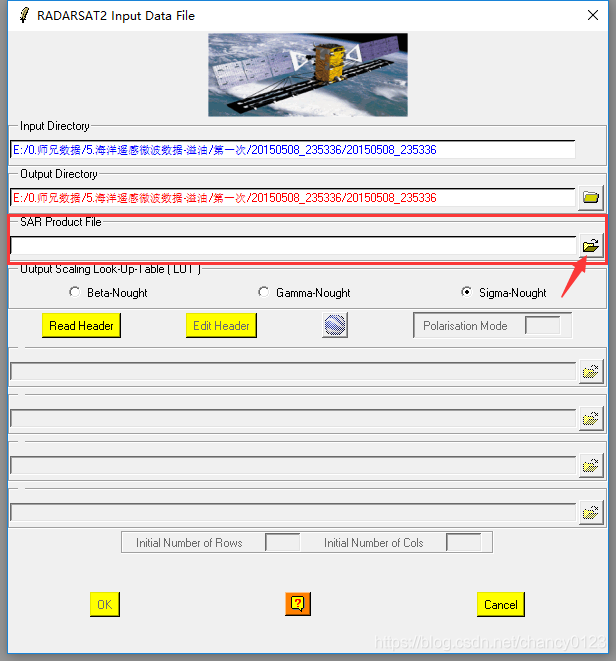 RADARSAT2 Input Data File
Input Directory
E:/0.师兄数据/5.海洋遥感微波数据-溢油/第一次/20150508_235336/20150508_235336
Output Directory
E:/0.师兄数据/5.海洋遥感微波数据-溢油/第一次/20150508_235336/20150508_235336
SAR Product File
Output Scaling Look-Up-Table ( LUT )
Beta-Nought Gamma-Nought Sigma-Nought
Read Header Edit Header Polarisation Mode
Initial Number of Rows Initial Number of Cols
OK ? Cancel
https://blog.csdn.net/chancy0123